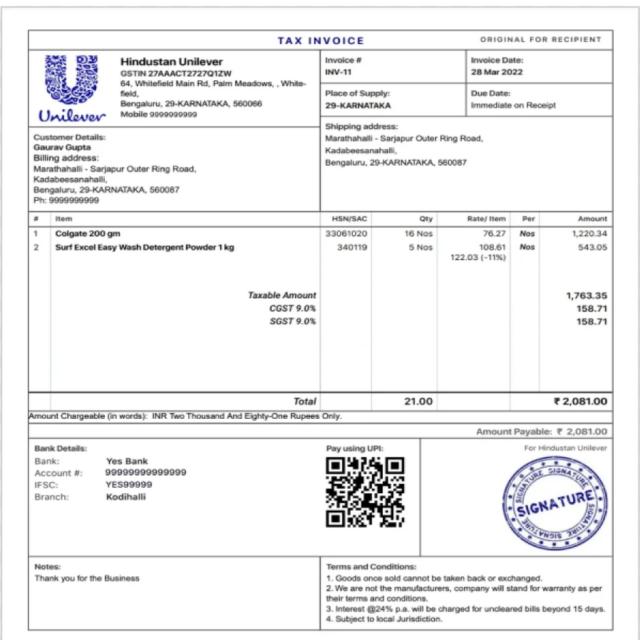 TAX INVOICE
ORIGINAL FOR RECIPIENT
Unilever
Hindustan Unilever
GSTIN 27AAACT2727Q1ZW
64, Whitefield Main Rd, Palm Meadows, , White-
field,
Bengaluru, 29-KARNATAKA, 560066
Mobile 9999999999
Invoice #
INV-11
Invoice Date:
28 Mar 2022
Place of Supply:
29-KARNATAKA
Due Date:
Immediate on Receipt
Customer Details:
Gaurav Gupta
Billing address:
Marathahalli - Sarjapur Outer Ring Road,
Kadabeesanahalli,
Bengaluru, 29-KARNATAKA, 560087
Ph: 9999999999
Shipping address:
Marathahalli - Sarjapur Outer Ring Road,
Kadabeesanahalli,
Bengaluru, 29-KARNATAKA, 560087
# Item HSN/SAC Qty Rate/ Item Per Amount
1 Colgate 200 gm 33061020 16 Nos 76.27 Nos 1,220.34
2 Surf Excel Easy Wash Detergent Powder 1 kg 340119 5 Nos 108.61 Nos 543.05
122.03 (-11%)
Taxable Amount 1,763.35
CGST 9.0% 158.71
SGST 9.0% 158.71
Total 21.00 ₹ 2,081.00
Amount Chargeable (in words): INR Two Thousand And Eighty-One Rupees Only.
Amount Payable: ₹ 2,081.00
Bank Details:
Bank: Yes Bank
Account #: 99999999999999
IFSC: YES99999
Branch: Kodihalli
Pay using UPI:
For Hindustan Unilever
SIGNATURE SIGNATURE
SIGNATURE
SIGNATURE SIGNATURE
Notes:
Thank you for the Business
Terms and Conditions:
1. Goods once sold cannot be taken back or exchanged.
2. We are not the manufacturers, company will stand for warranty as per
their terms and conditions.
3. Interest @24% p.a. will be charged for uncleared bills beyond 15 days.
4. Subject to local Jurisdiction.